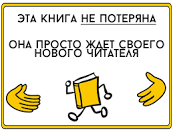 ЭТА КНИГА НЕ ПОТЕРЯНА
ОНА ПРОСТО ЖДЕТ СВОЕГО
НОВОГО ЧИТАТЕЛЯ